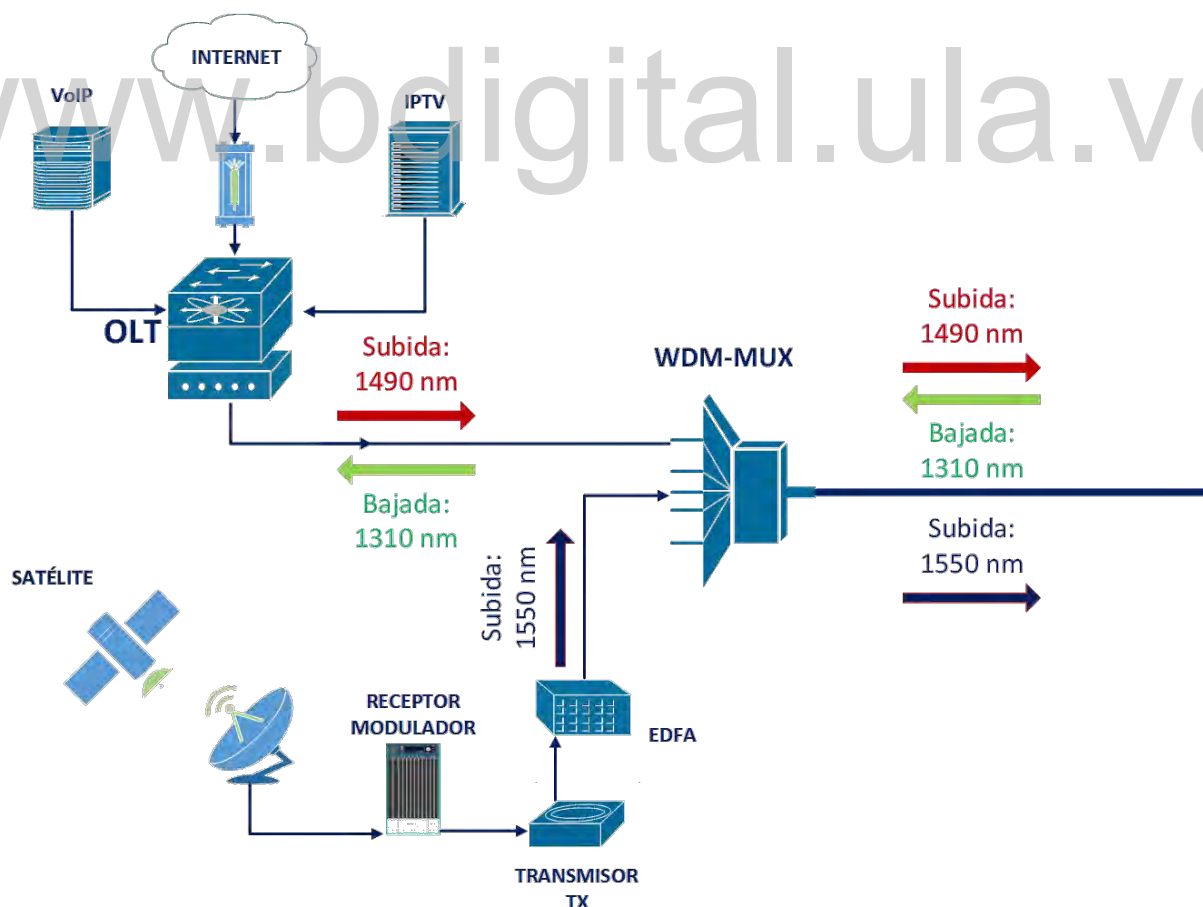 www.bdigital.ula.ve
INTERNET
VoIP
IPTV
OLT
Subida:
1490 nm
Bajada:
1310 nm
WDM-MUX
Subida:
1490 nm
Bajada:
1310 nm
Subida:
1550 nm
Subida:
1550 nm
SATÉLITE
RECEPTOR
MODULADOR
EDFA
TRANSMISOR
TX